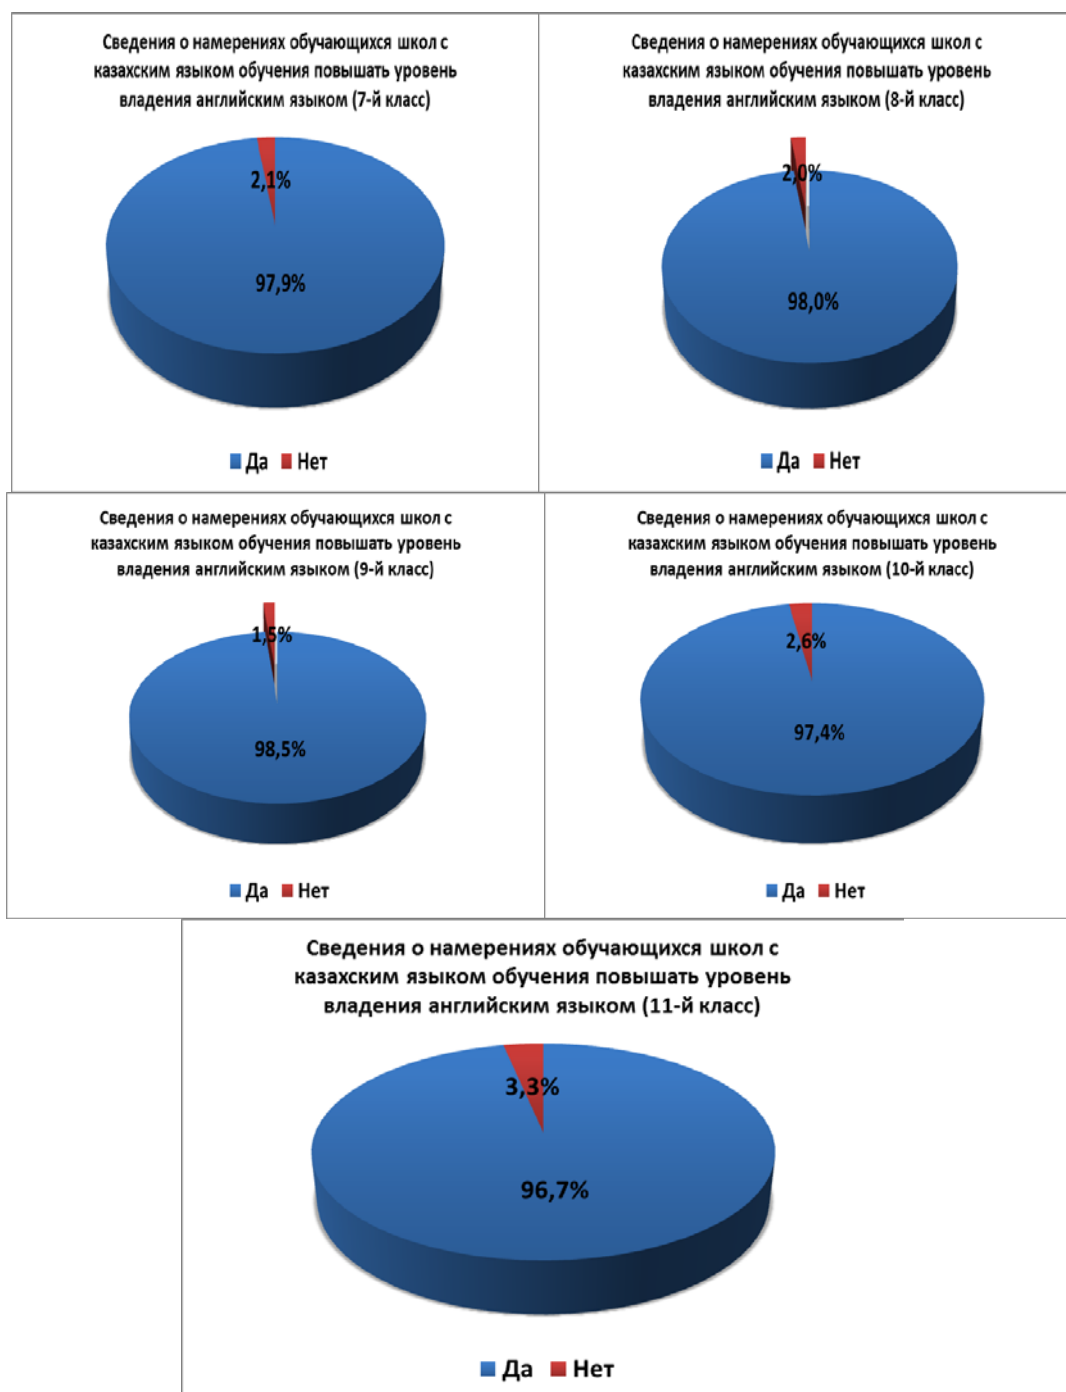 Сведения о намерениях обучающихся школ с
казахским языком обучения повышать уровень
владения английским языком (7-й класс)
2,1%
97,9%
Да Нет
Сведения о намерениях обучающихся школ с
казахским языком обучения повышать уровень
владения английским языком (8-й класс)
2,0%
98,0%
Да Нет
Сведения о намерениях обучающихся школ с
казахским языком обучения повышать уровень
владения английским языком (9-й класс)
1,5%
98,5%
Да Нет
Сведения о намерениях обучающихся школ с
казахским языком обучения повышать уровень
владения английским языком (10-й класс)
2,6%
97,4%
Да Нет
Сведения о намерениях обучающихся школ с
казахским языком обучения повышать уровень
владения английским языком (11-й класс)
3,3%
96,7%
Да Нет